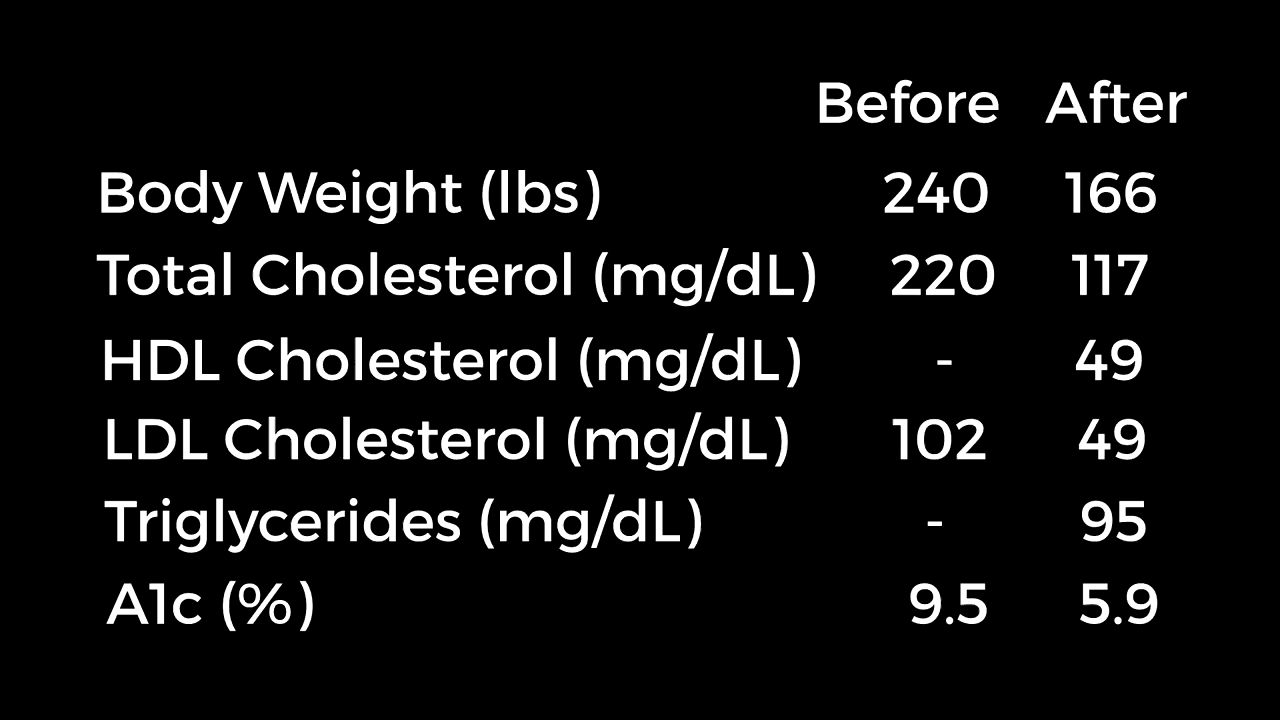 Before After
Body Weight (lbs) 240 166
Total Cholesterol (mg/dL) 220 117
HDL Cholesterol (mg/dL) - 49
LDL Cholesterol (mg/dL) 102 49
Triglycerides (mg/dL) - 95
A1c (%) 9.5 5.9